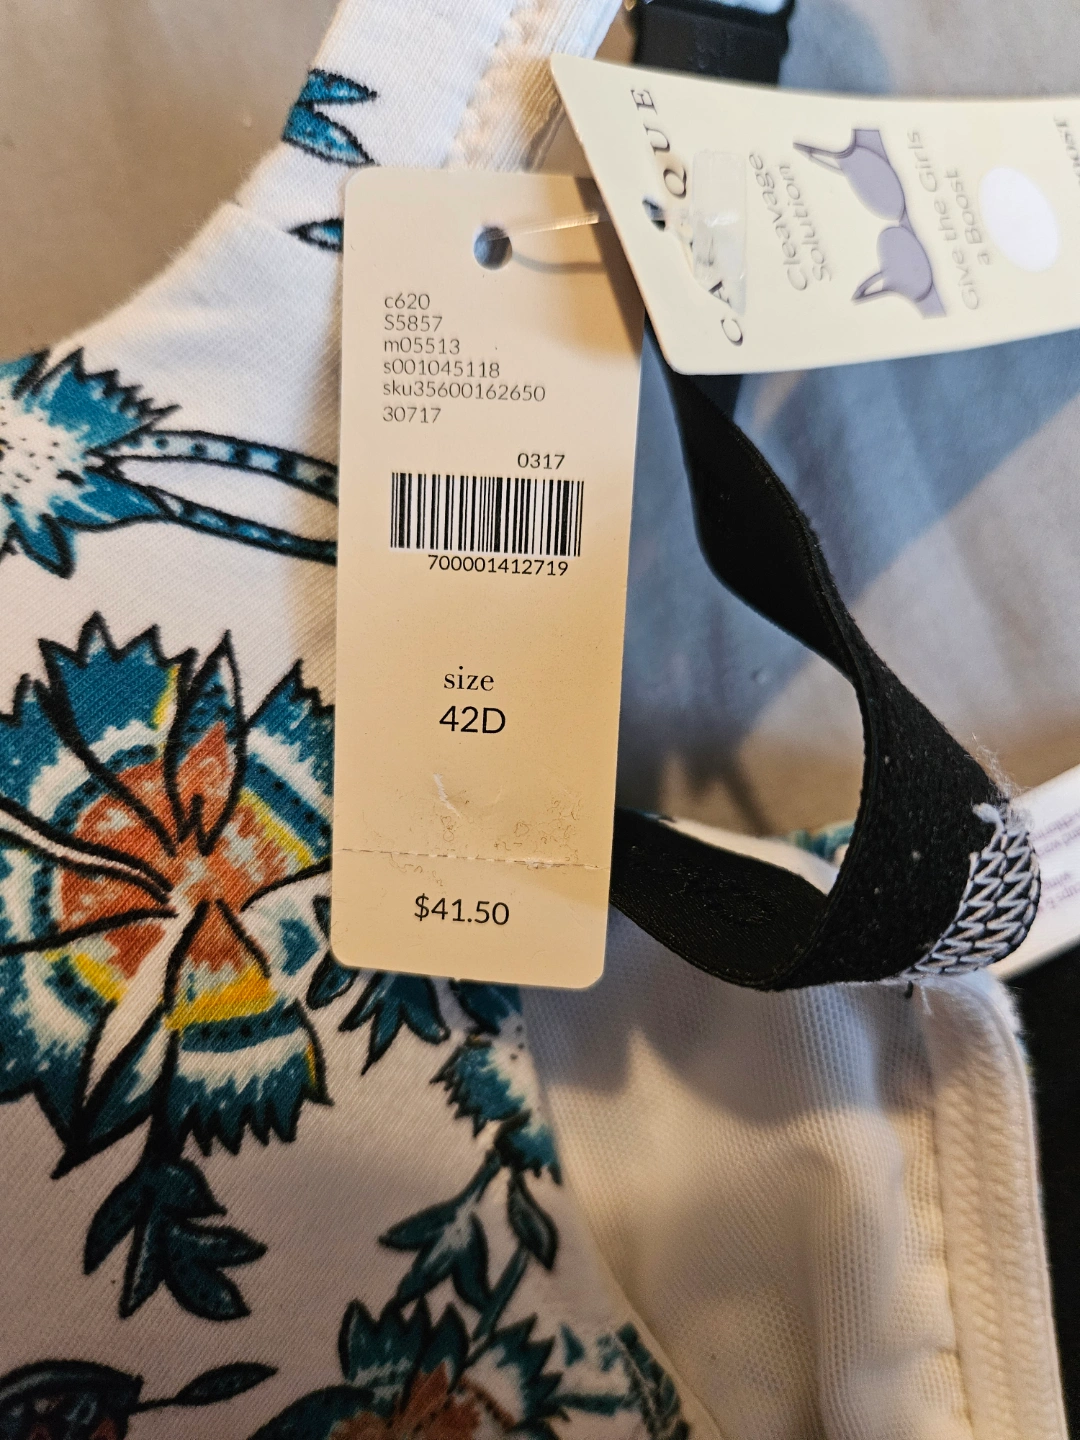 c620
S5857
m05513
s001045118
sku35600162650
30717
0317
700001412719
size
42D
$41.50
Cleavage
Solution
Give the Girls
a Boost